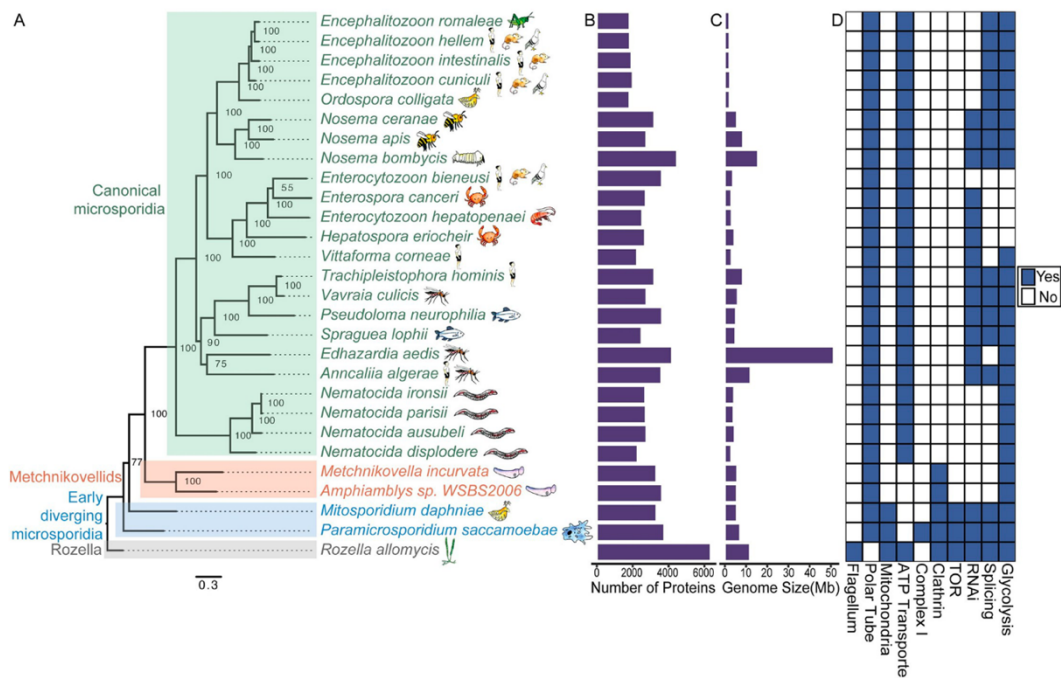 A
B
C
D
Encephalitozoon romaleae
Encephalitozoon hellem
Encephalitozoon intestinalis
Encephalitozoon cuniculi
Ordospora colligata
Nosema ceranae
Nosema apis
Nosema bombycis
Enterocytozoon bieneusi
Enterospora canceri
Enterocytozoon hepatopenaei
Hepatospora eriocheir
Vittaforma corneae
Trachipleistophora hominis
Vavraia culicis
Pseudoloma neurophilia
Spraguea lophii
Edhazardia aedis
Anncaliia algerae
Nematocida ironsii
Nematocida parisii
Nematocida ausubeli
Nematocida displodere
Metchnikovella incurvata
Amphiamblys sp. WSBS2006
Mitosporidium daphniae
Paramicrosporidium saccamoebae
Rozella allomycis
Canonical
microsporidia
Metchnikovellids
Early
diverging
microsporidia
Rozella
100
100
100
100
100
100
100
100
55
100
100
100
100
100
100
100
90
75
100
100
100
100
100
77
100
0.3
0 2000 4000 6000
Number of Proteins
0 10 20 30 40 50
Genome Size(Mb)
Yes
No
Flagellum
Polar Tube
Mitochondria
ATP Transporte
Complex I
Clathrin
TOR
RNAi
Splicing
Glycolysis